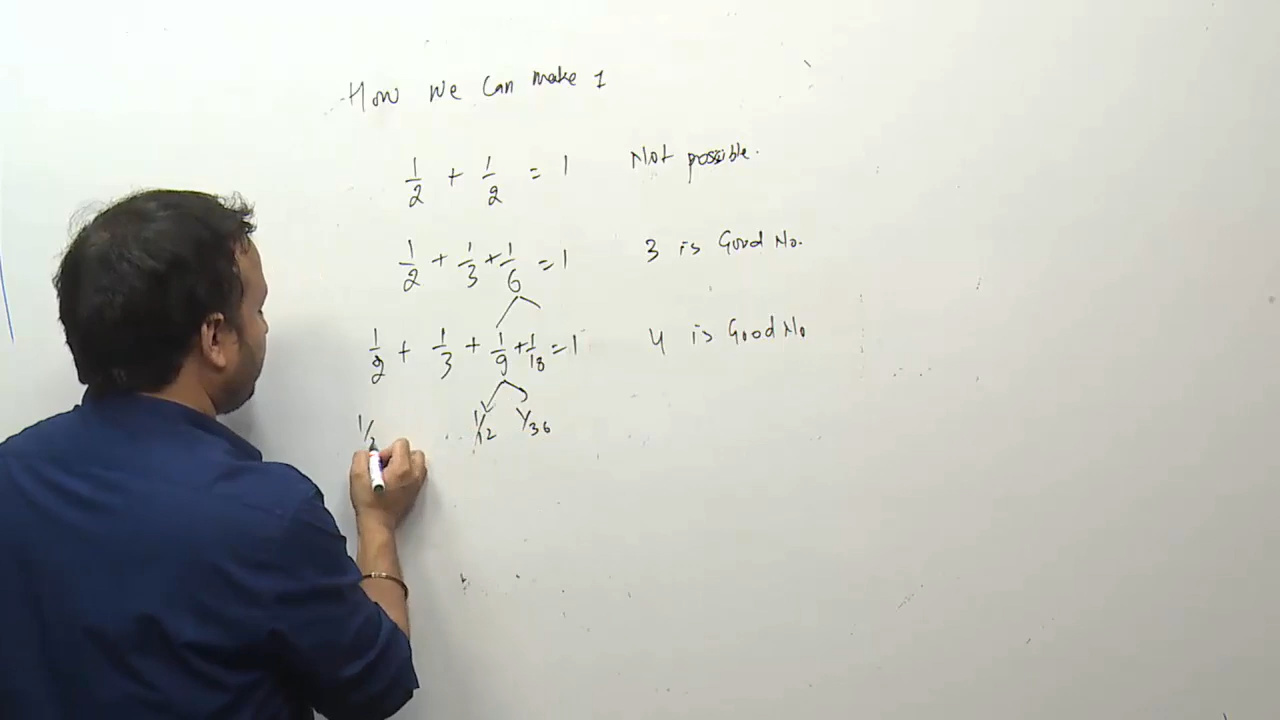 How We Can make 1
1/2 + 1/2 = 1 Not possible.
1/2 + 1/3 + 1/6 = 1 3 is Good No.
1/2 + 1/3 + 1/9 + 1/18 = 1 4 is Good No
1/2 1/12 1/36